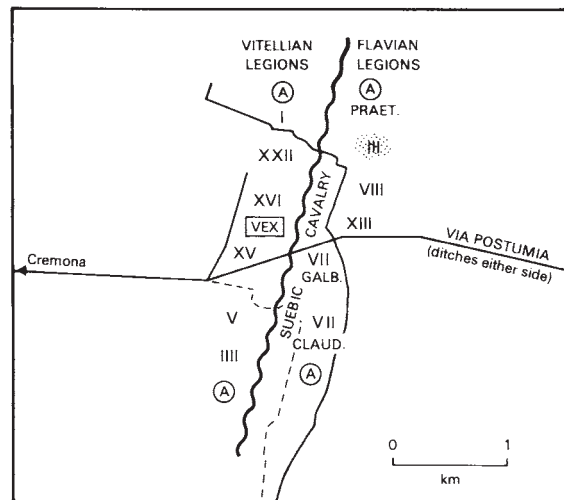 VITELLIAN
LEGIONS
FLAVIAN
LEGIONS
A
A
PRAET.
I
XXII
VIII
XVI
CAVALRY
VEX
XIII
XV
VIA POSTUMIA
(ditches either side)
Cremona
VII
GALB.
SUEBIC
V
VII
CLAUD.
IIII
A
A
0 1
km